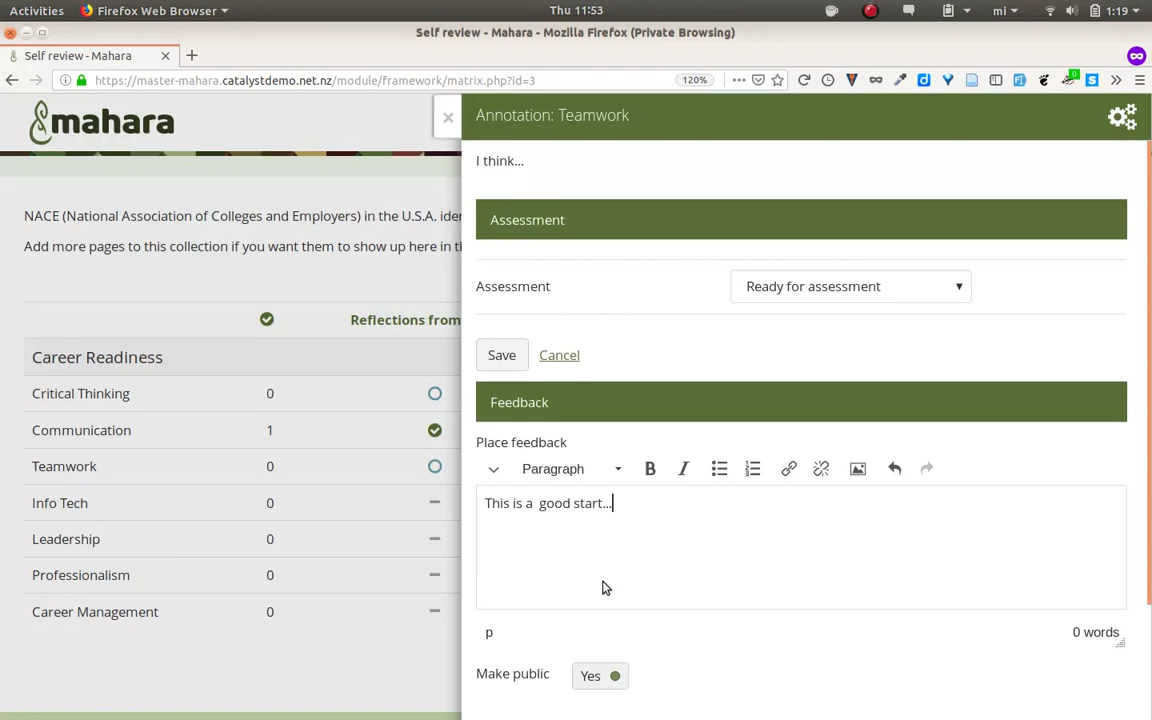 Activities Firefox Web Browser Thu 11:53 mi 1:19
Self review - Mahara - Mozilla Firefox (Private Browsing)
Self review - Mahara
https://master-mahara.catalystdemo.net.nz/module/framework/matrix.php?id=3 120%
mahara
Annotation: Teamwork
I think...
NACE (National Association of Colleges and Employers) in the U.S.A. iden
Add more pages to this collection if you want them to show up here in th
Assessment
Assessment Ready for assessment
Reflections from
Save Cancel
Career Readiness
Critical Thinking 0
Communication 1
Teamwork 0
Info Tech 0
Leadership 0
Professionalism 0
Career Management 0
Feedback
Place feedback
Paragraph
This is a  good start...
p 0 words
Make public Yes